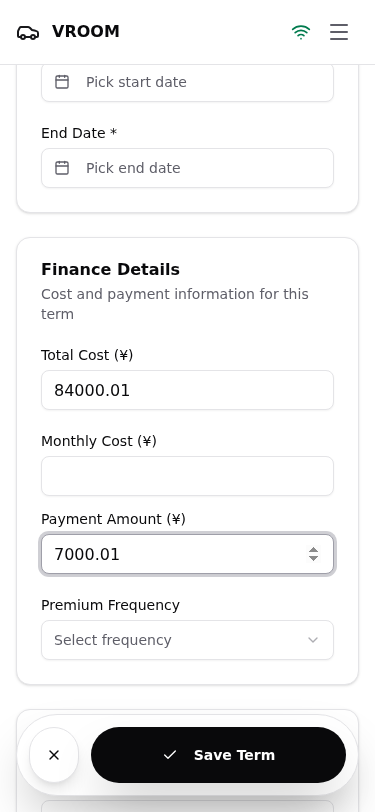 VROOM
Pick start date
End Date *
Pick end date
Finance Details
Cost and payment information for this
term
Total Cost (¥)
84000.01
Monthly Cost (¥)
Payment Amount (¥)
7000.01
Premium Frequency
Select frequency
Save Term